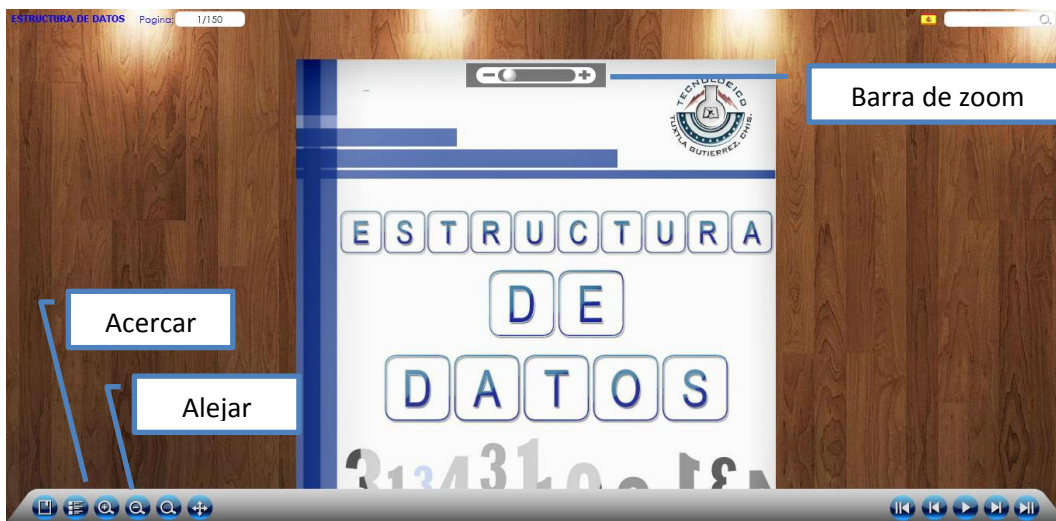 ESTRUCTURA DE DATOS Pagina: 1/150
Barra de zoom
TECNOLOGICO
TUXTLA GUTIERREZ, CHIS.
ESTRUCTURA
DE
DATOS
Acercar
Alejar